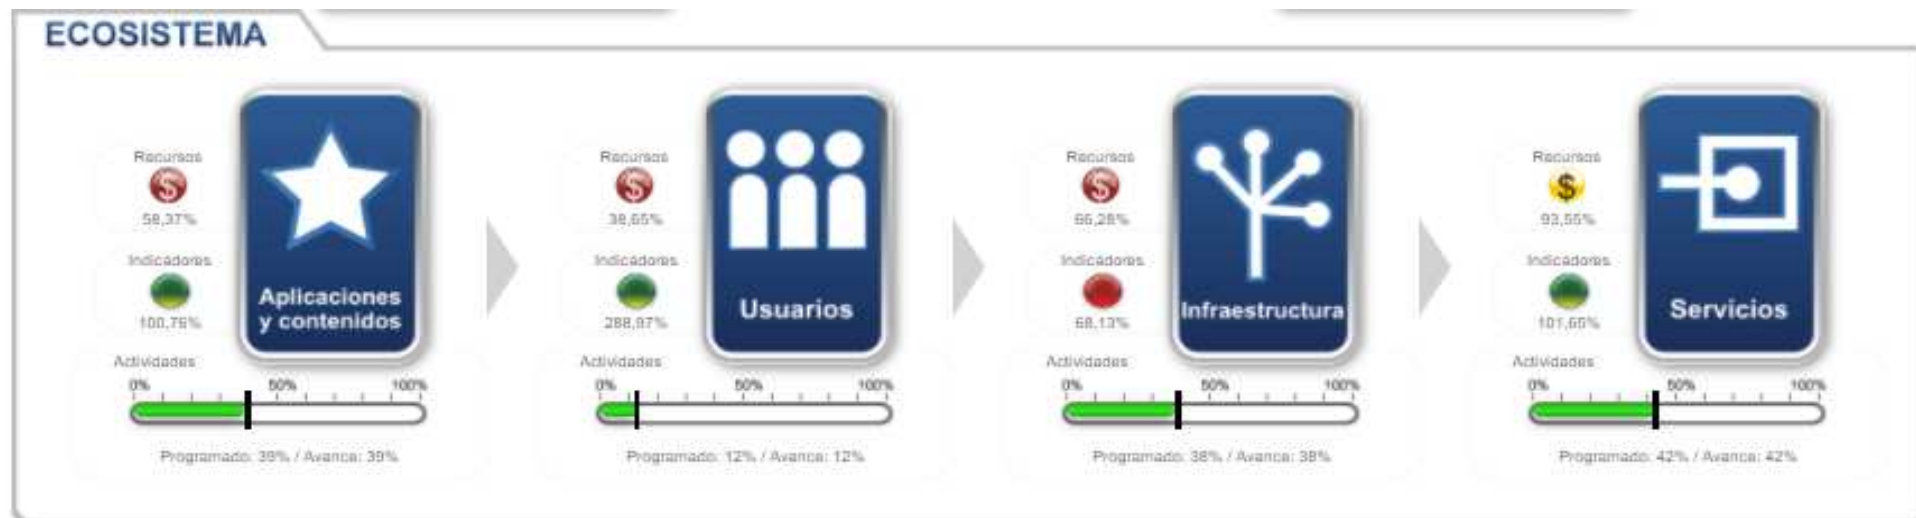 ECOSISTEMA
Recursos
$
58,37%
Indicadores
100,76%
Aplicaciones
y contenidos
Actividades
0% 50% 100%
Programado: 39% / Avance: 39%
Recursos
$
38,65%
Indicadores
288,97%
Usuarios
Actividades
0% 50% 100%
Programado: 12% / Avance: 12%
Recursos
$
66,28%
Indicadores
68,13%
Infraestructura
Actividades
0% 50% 100%
Programado: 38% / Avance: 38%
Recursos
$
93,55%
Indicadores
101,65%
Servicios
Actividades
0% 50% 100%
Programado: 42% / Avance: 42%